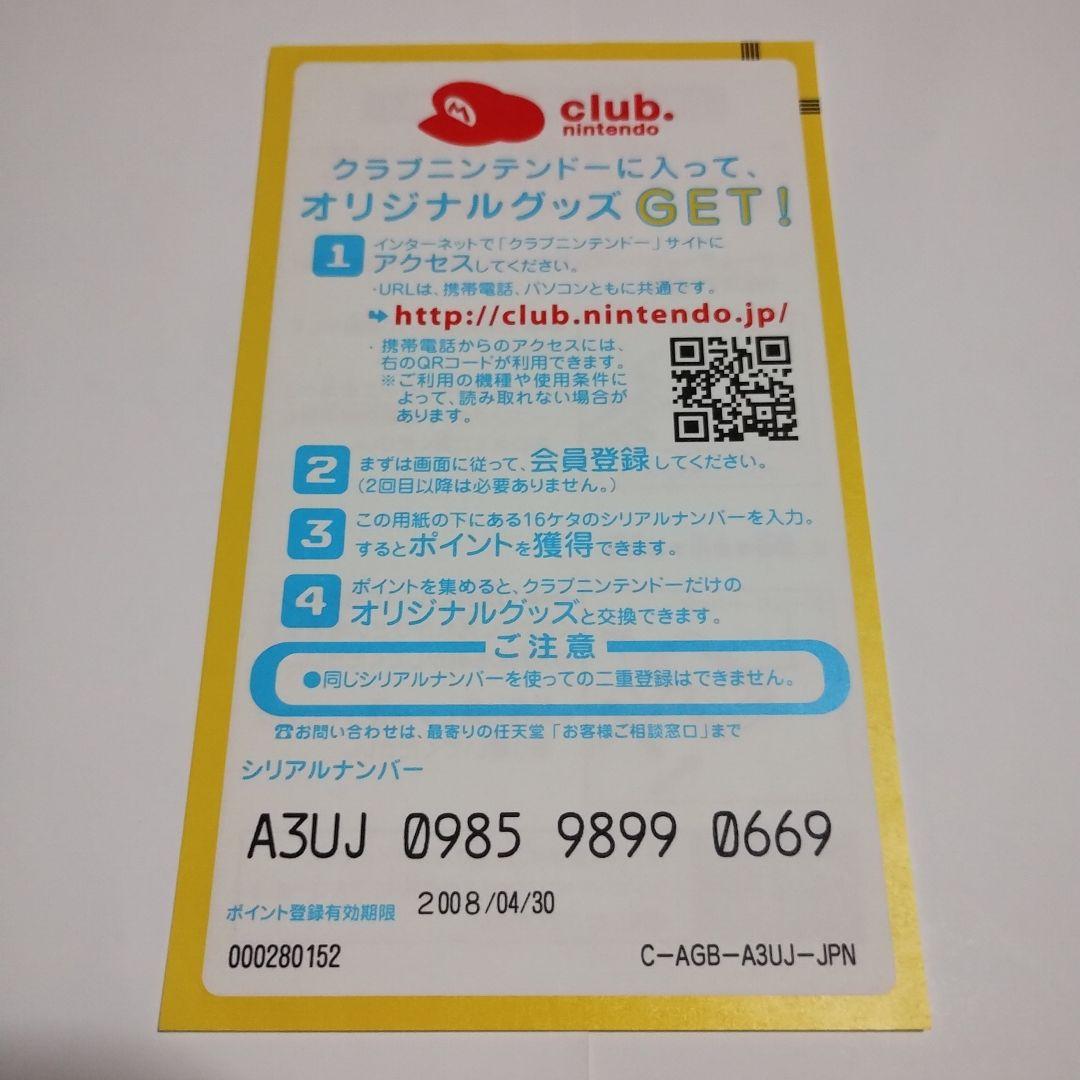 M
club.
nintendo
クラブニンテンドーに入って、
オリジナルグッズ GET!
1 インターネットで「クラブニンテンドー」サイトに
アクセスしてください。
・URLは、携帯電話、パソコンともに共通です。
http://club.nintendo.jp/
・携帯電話からのアクセスには、
右のQRコードが利用できます。
※ご利用の機種や使用条件に
よって、読み取れない場合が
あります。
2 まずは画面に従って、会員登録してください。
(2回目以降は必要ありません。)
3 この用紙の下にある16ケタのシリアルナンバーを入力。
するとポイントを獲得できます。
4 ポイントを集めると、クラブニンテンドーだけの
オリジナルグッズと交換できます。
ご注意
●同じシリアルナンバーを使っての二重登録はできません。
☎お問い合わせは、最寄りの任天堂「お客様ご相談窓口」まで
シリアルナンバー
A3UJ 0985 9899 0669
ポイント登録有効期限 2008/04/30
000280152 C-AGB-A3UJ-JPN